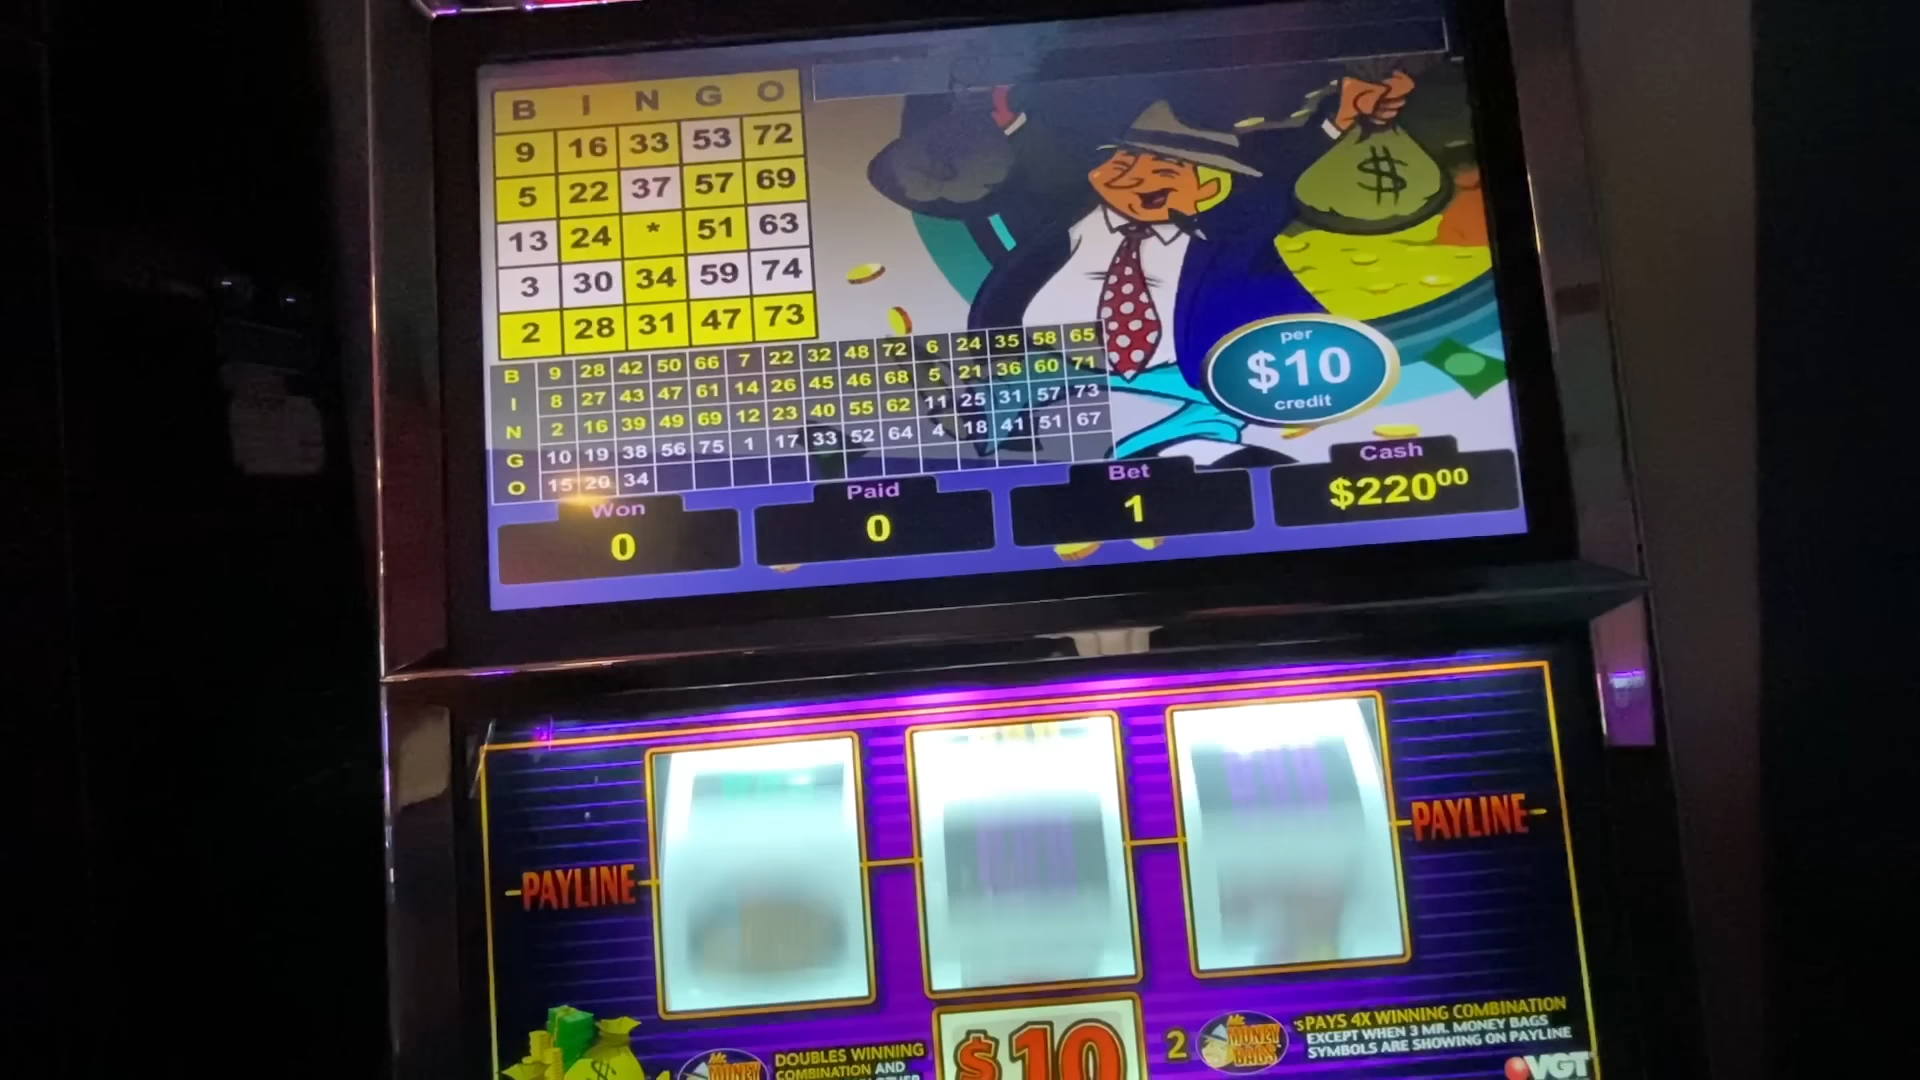 B I N G O
9 16 33 53 72
5 22 37 57 69
13 24 * 51 63
3 30 34 59 74
2 28 31 47 73
B 9 28 42 50 66 7 22 32 48 72 6 24 35 58 65
I 8 27 43 47 61 14 26 45 46 68 5 21 36 60 71
N 2 16 39 49 69 12 23 40 55 62 11 25 31 57 73
G 10 19 38 56 75 1 17 33 52 64 4 18 41 51 67
O 15 20 34
$
per
$10
credit
Won
0
Paid
0
Bet
1
Cash
$220.00
-PAYLINE-
-PAYLINE-
$10
DOUBLES WINNING
COMBINATION AND
MR. MONEY
2 MR. MONEY BAGS 'S PAYS 4X WINNING COMBINATION
EXCEPT WHEN 3 MR. MONEY BAGS
SYMBOLS ARE SHOWING ON PAYLINE
VGT
$